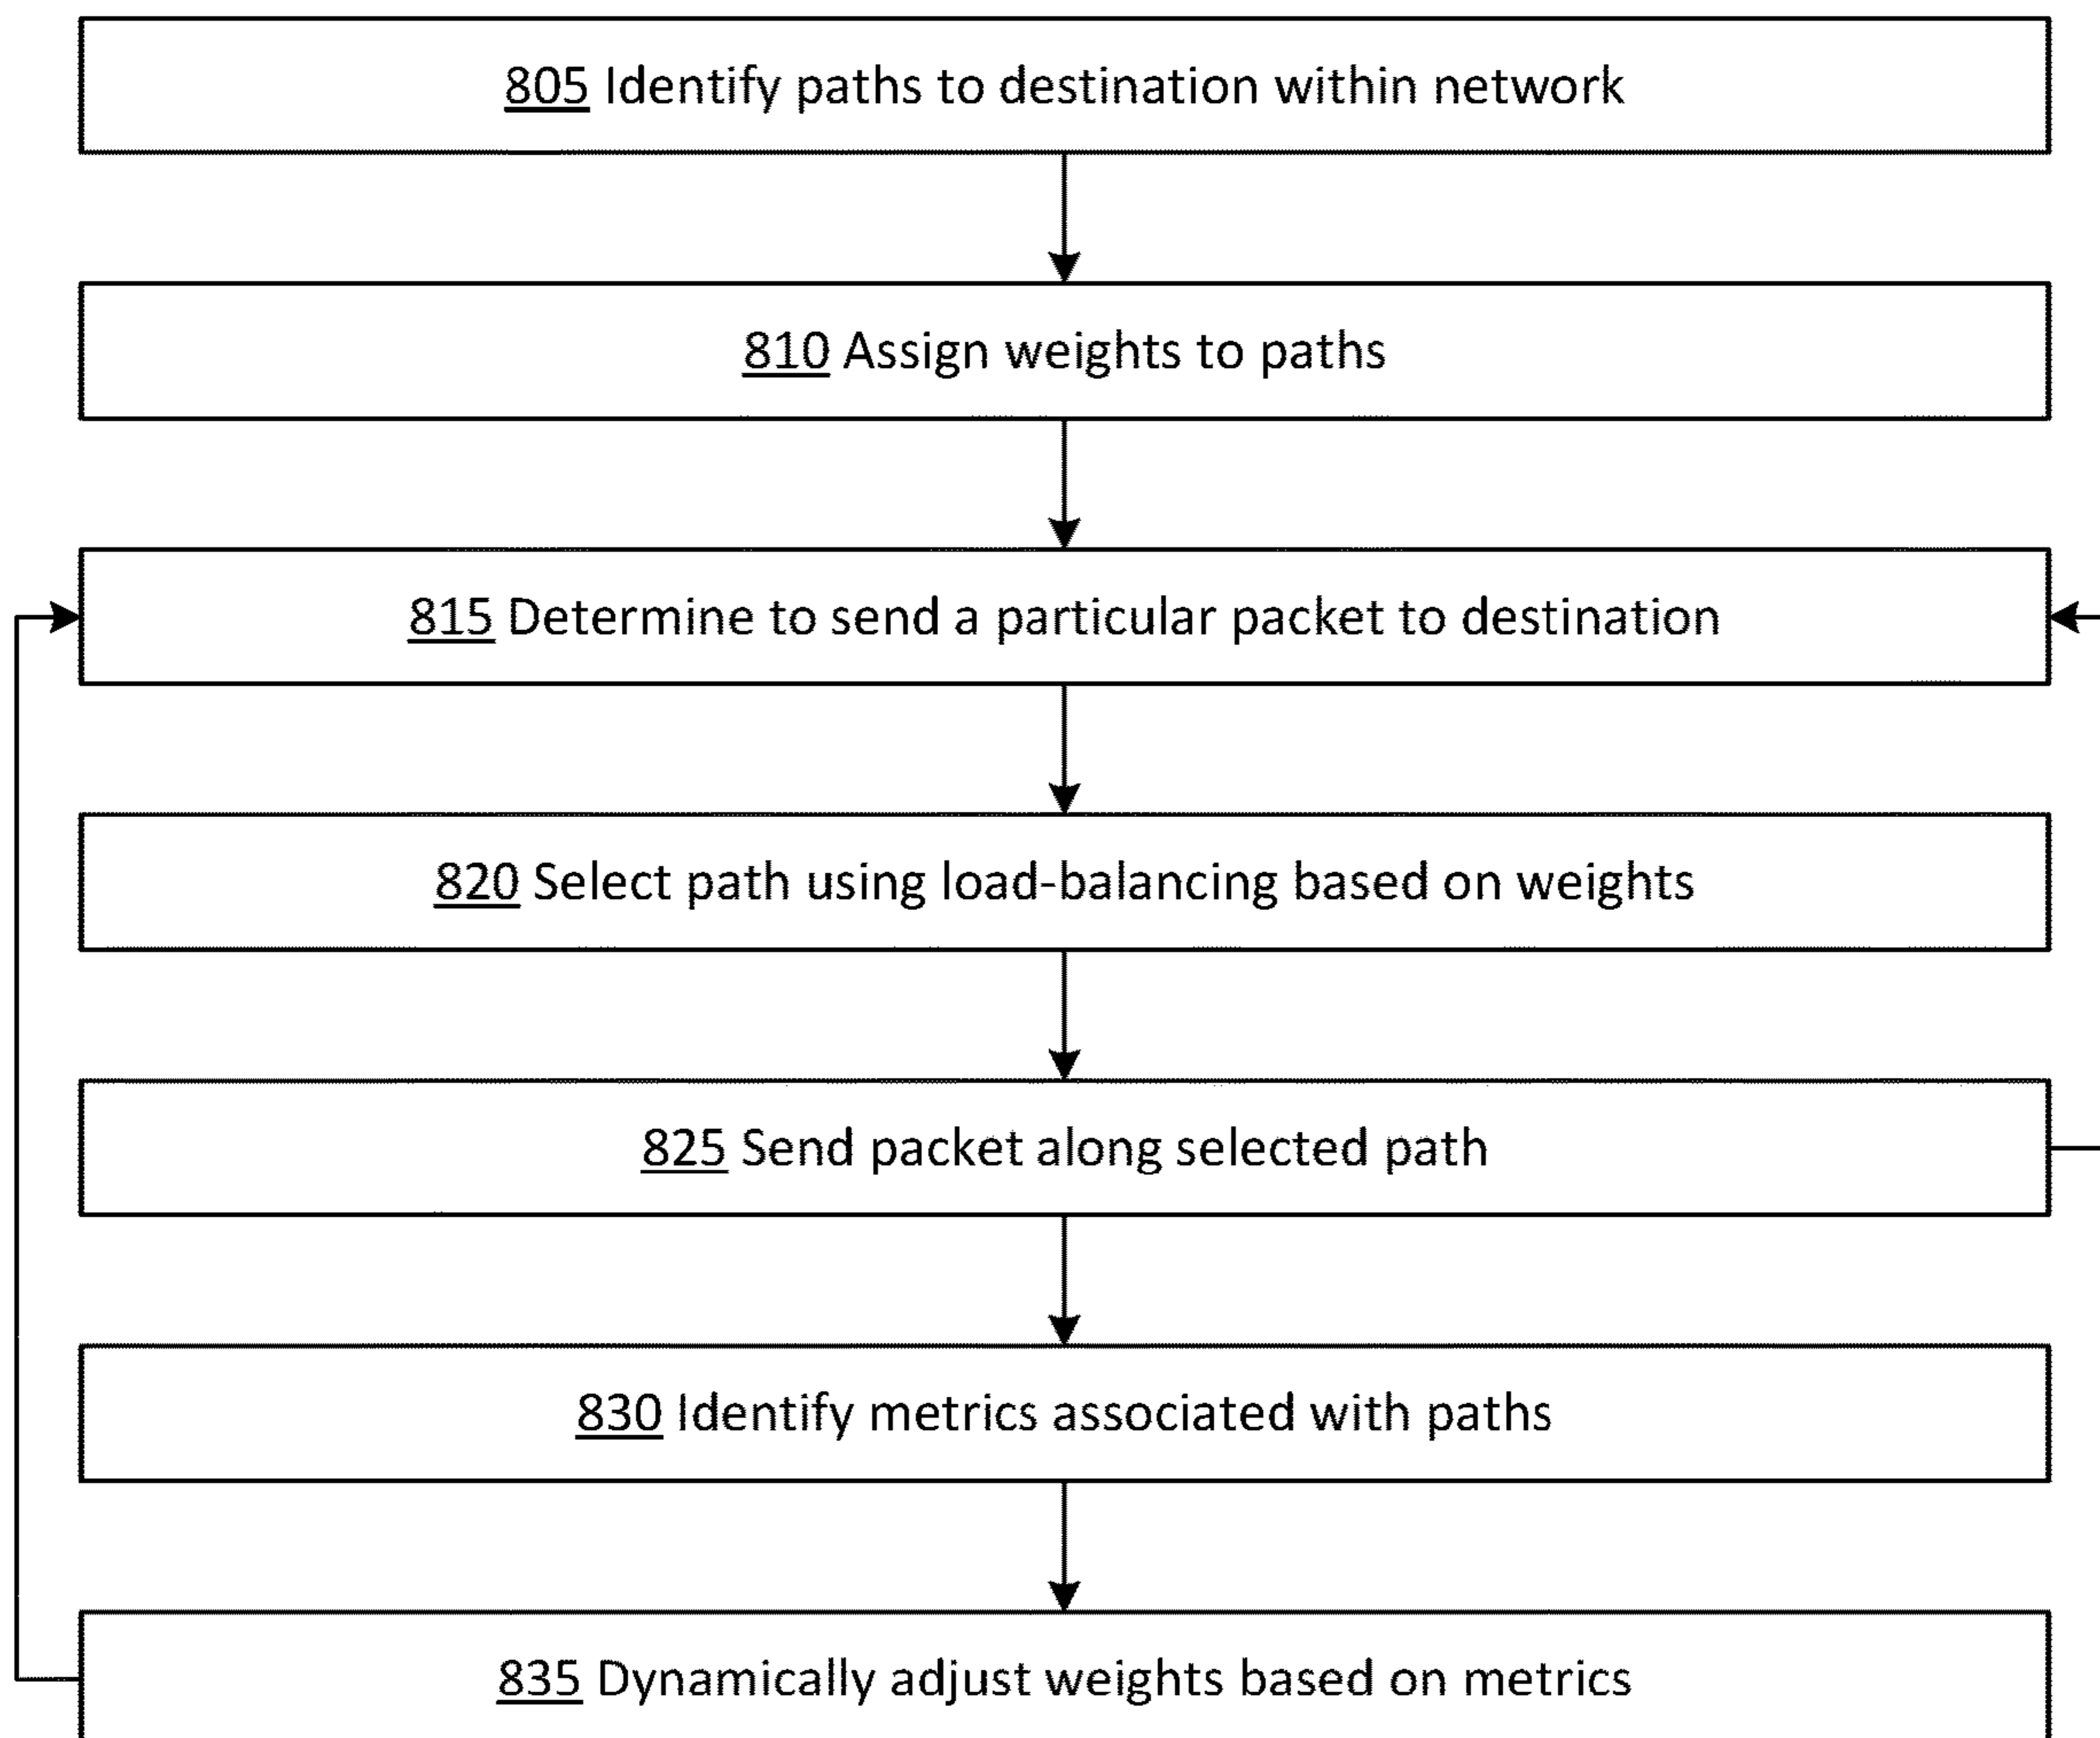 805 Identify paths to destination within network
810 Assign weights to paths
815 Determine to send a particular packet to destination
820 Select path using load-balancing based on weights
825 Send packet along selected path
830 Identify metrics associated with paths
835 Dynamically adjust weights based on metrics